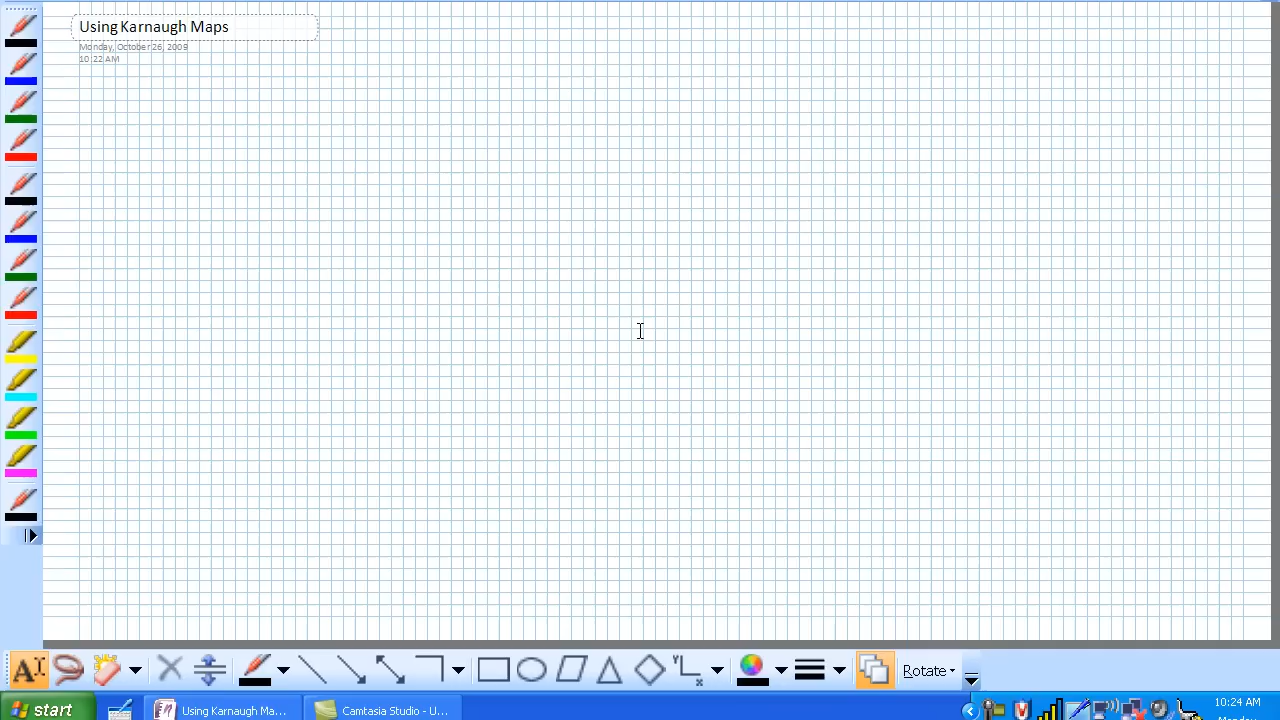 Using Karnaugh Maps
Monday, October 26, 2009
10:22 AM
Rotate
start
Using Karnaugh Ma...
Camtasia Studio - U...
10:24 AM
Monday